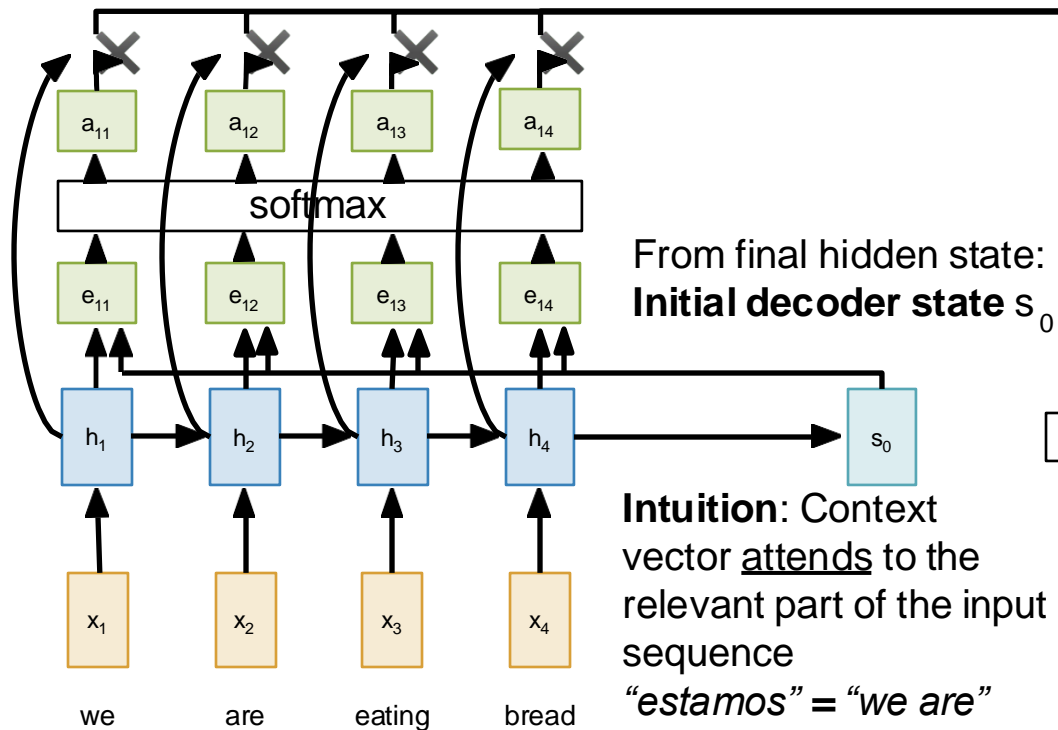 a₁₁ a₁₂ a₁₃ a₁₄
softmax
e₁₁ e₁₂ e₁₃ e₁₄
From final hidden state:
Initial decoder state s₀
h₁ h₂ h₃ h₄ s₀
Intuition: Context
vector attends to the
relevant part of the input
sequence
“estamos” = “we are”
x₁ x₂ x₃ x₄
we are eating bread